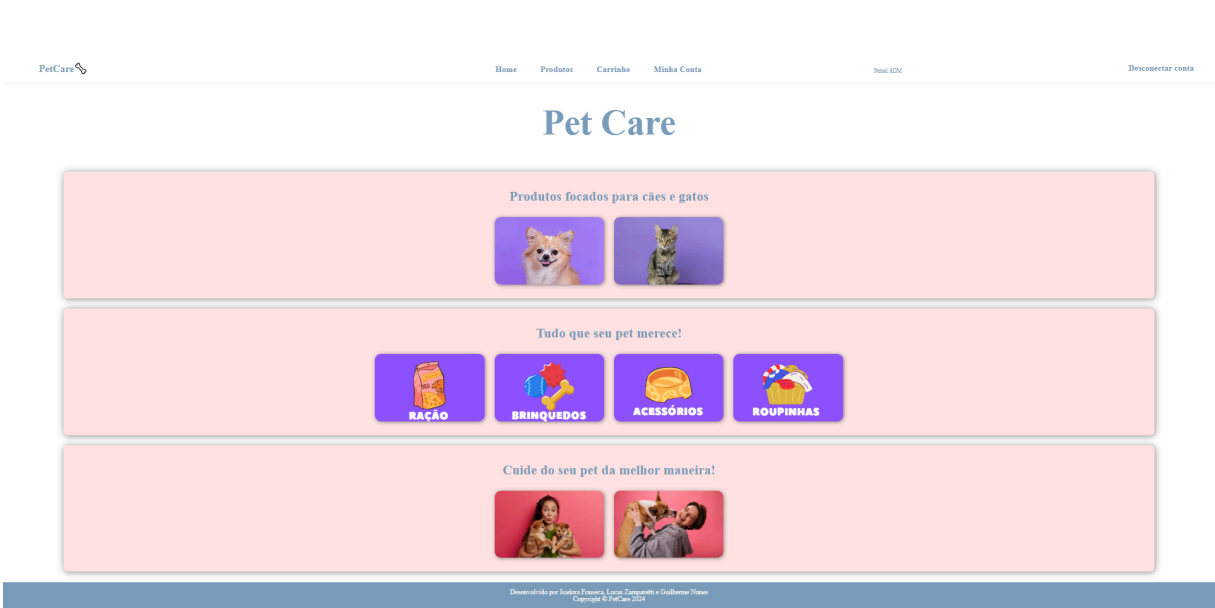 PetCare
Home Produtos Carrinho Minha Conta
Painel ADM
Desconectar conta
Pet Care
Produtos focados para cães e gatos
Tudo que seu pet merece!
RAÇÃO
BRINQUEDOS
ACESSÓRIOS
ROUPINHAS
Cuide do seu pet da melhor maneira!
Desenvolvido por Isadora Fonseca, Lucas Zamparetti e Guilherme Nunes
Copyright © PetCare 2024